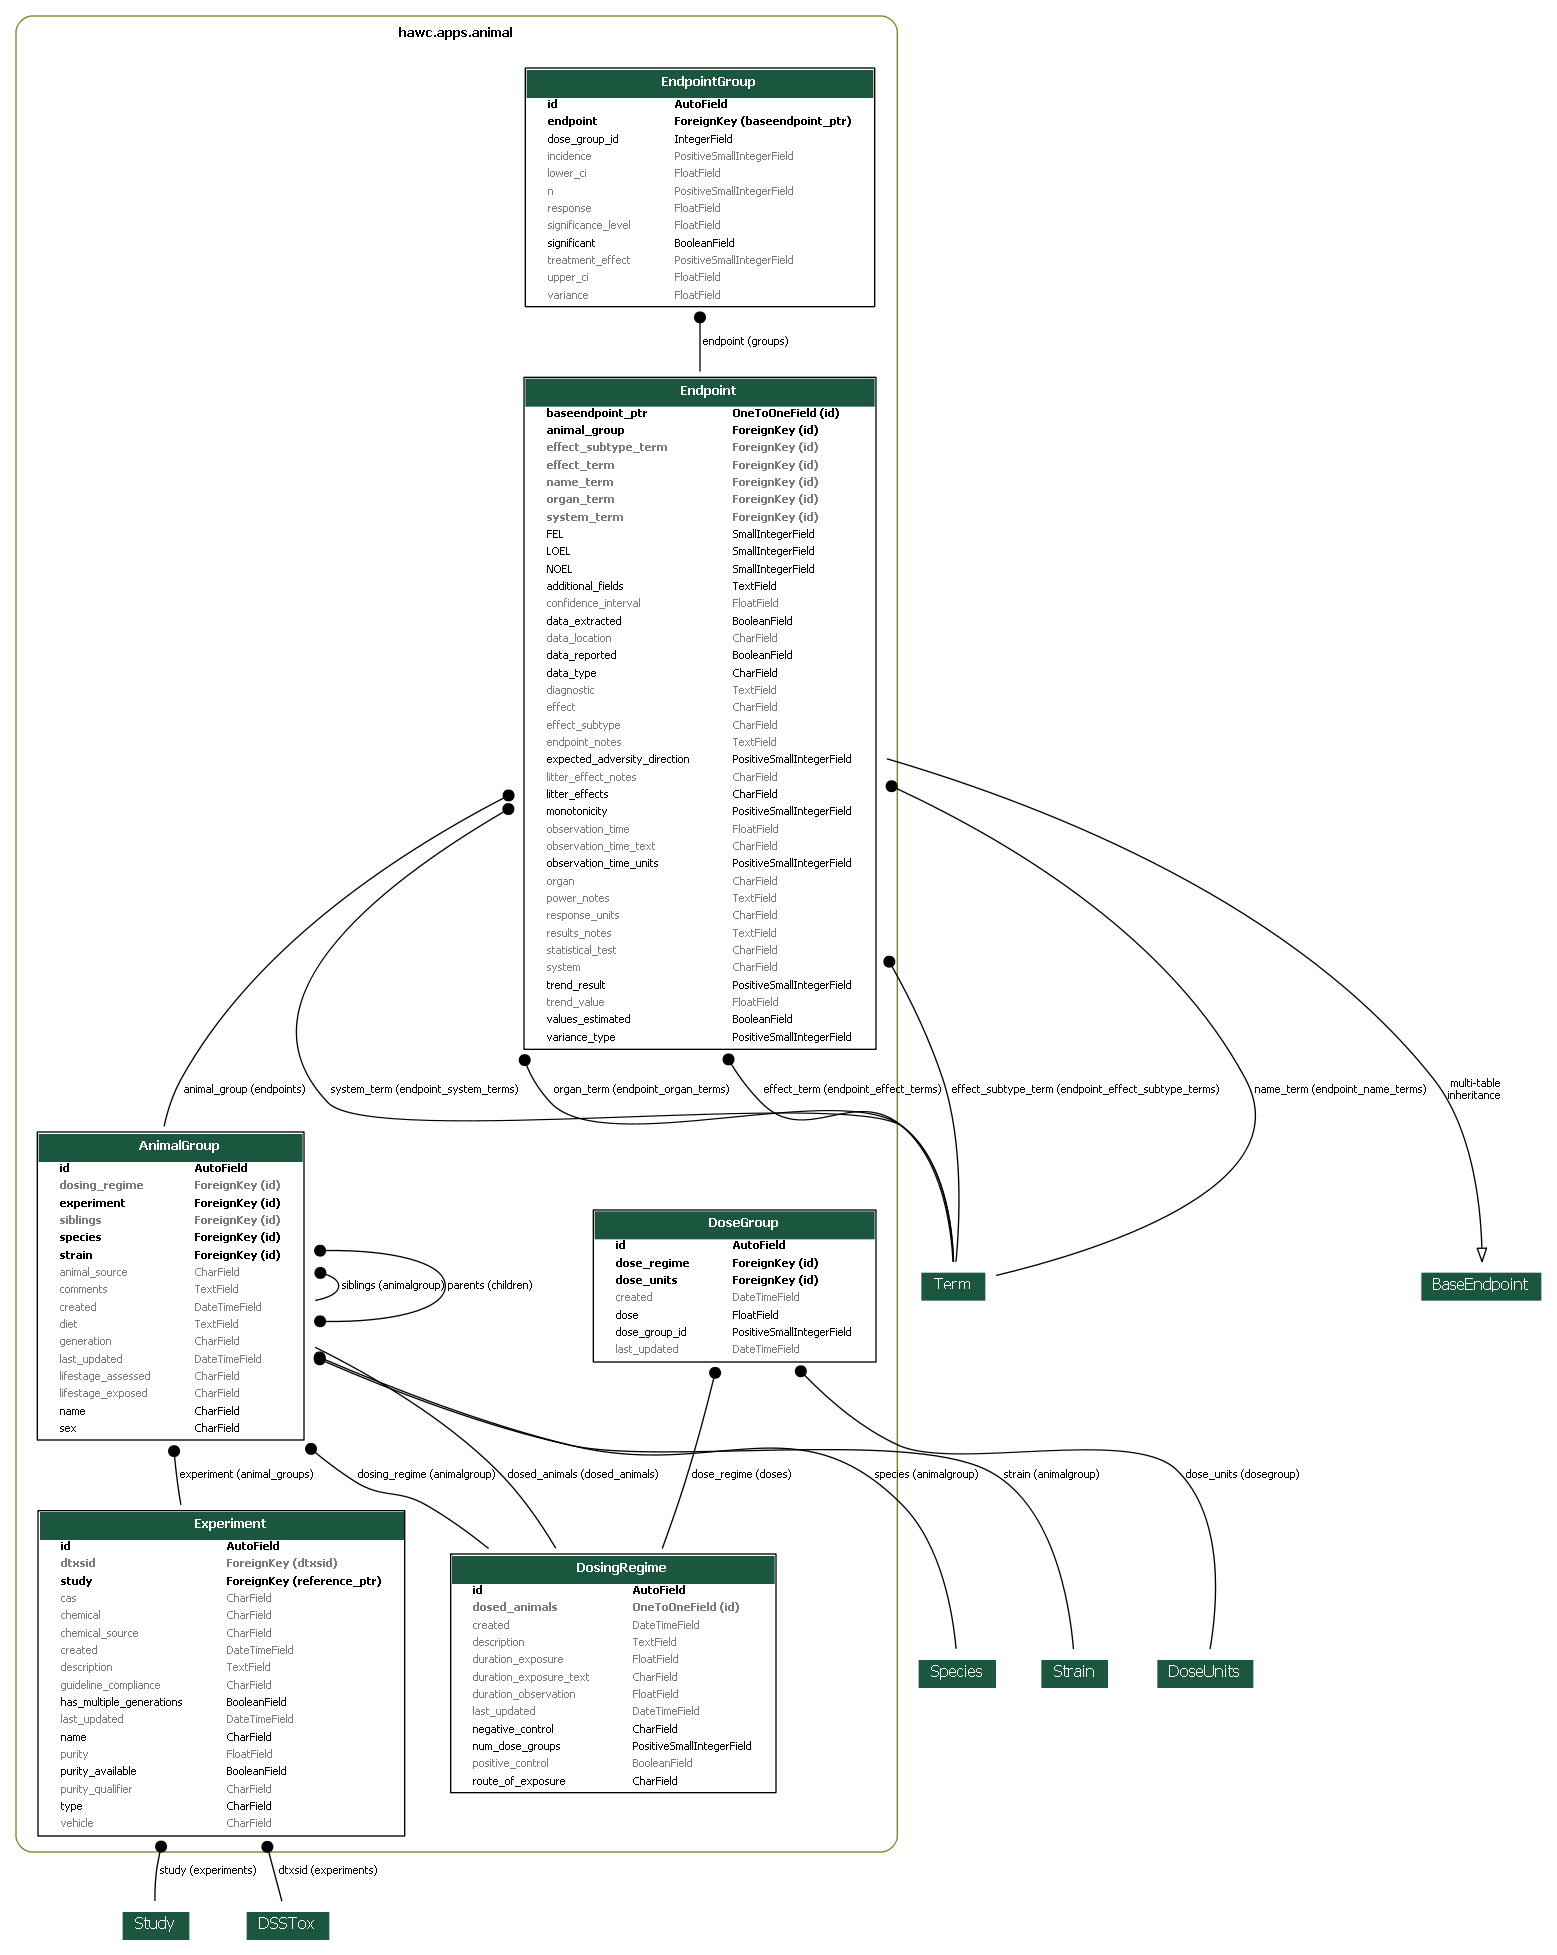 hawc.apps.animal
EndpointGroup
id AutoField
endpoint ForeignKey (baseendpoint_ptr)
dose_group_id IntegerField
incidence PositiveSmallIntegerField
lower_ci FloatField
n PositiveSmallIntegerField
response FloatField
significance_level FloatField
significant BooleanField
treatment_effect PositiveSmallIntegerField
upper_ci FloatField
variance FloatField
endpoint (groups)
Endpoint
baseendpoint_ptr OneToOneField (id)
animal_group ForeignKey (id)
effect_subtype_term ForeignKey (id)
effect_term ForeignKey (id)
name_term ForeignKey (id)
organ_term ForeignKey (id)
system_term ForeignKey (id)
FEL SmallIntegerField
LOEL SmallIntegerField
NOEL SmallIntegerField
additional_fields TextField
confidence_interval FloatField
data_extracted BooleanField
data_location CharField
data_reported BooleanField
data_type CharField
diagnostic TextField
effect CharField
effect_subtype CharField
endpoint_notes TextField
expected_adversity_direction PositiveSmallIntegerField
litter_effect_notes CharField
litter_effects CharField
monotonicity PositiveSmallIntegerField
observation_time FloatField
observation_time_text CharField
observation_time_units PositiveSmallIntegerField
organ CharField
power_notes TextField
response_units CharField
results_notes TextField
statistical_test CharField
system CharField
trend_result PositiveSmallIntegerField
trend_value FloatField
values_estimated BooleanField
variance_type PositiveSmallIntegerField
animal_group (endpoints)
system_term (endpoint_system_terms)
organ_term (endpoint_organ_terms)
effect_term (endpoint_effect_terms)
effect_subtype_term (endpoint_effect_subtype_terms)
name_term (endpoint_name_terms)
multi-table
inheritance
AnimalGroup
id AutoField
dosing_regime ForeignKey (id)
experiment ForeignKey (id)
siblings ForeignKey (id)
species ForeignKey (id)
strain ForeignKey (id)
animal_source CharField
comments TextField
created DateTimeField
diet TextField
generation CharField
last_updated DateTimeField
lifestage_assessed CharField
lifestage_exposed CharField
name CharField
sex CharField
siblings (animalgroup)
parents (children)
DoseGroup
id AutoField
dose_regime ForeignKey (id)
dose_units ForeignKey (id)
created DateTimeField
dose FloatField
dose_group_id PositiveSmallIntegerField
last_updated DateTimeField
Term
BaseEndpoint
experiment (animal_groups)
dosing_regime (animalgroup)
dosed_animals (dosed_animals)
dose_regime (doses)
species (animalgroup)
strain (animalgroup)
dose_units (dosegroup)
Experiment
id AutoField
dtxsid ForeignKey (dtxsid)
study ForeignKey (reference_ptr)
cas CharField
chemical CharField
chemical_source CharField
created DateTimeField
description TextField
guideline_compliance CharField
has_multiple_generations BooleanField
last_updated DateTimeField
name CharField
purity FloatField
purity_available BooleanField
purity_qualifier CharField
type CharField
vehicle CharField
DosingRegime
id AutoField
dosed_animals OneToOneField (id)
created DateTimeField
description TextField
duration_exposure FloatField
duration_exposure_text CharField
duration_observation FloatField
last_updated DateTimeField
negative_control CharField
num_dose_groups PositiveSmallIntegerField
positive_control BooleanField
route_of_exposure CharField
Species
Strain
DoseUnits
study (experiments)
dtxsid (experiments)
Study
DSSTox